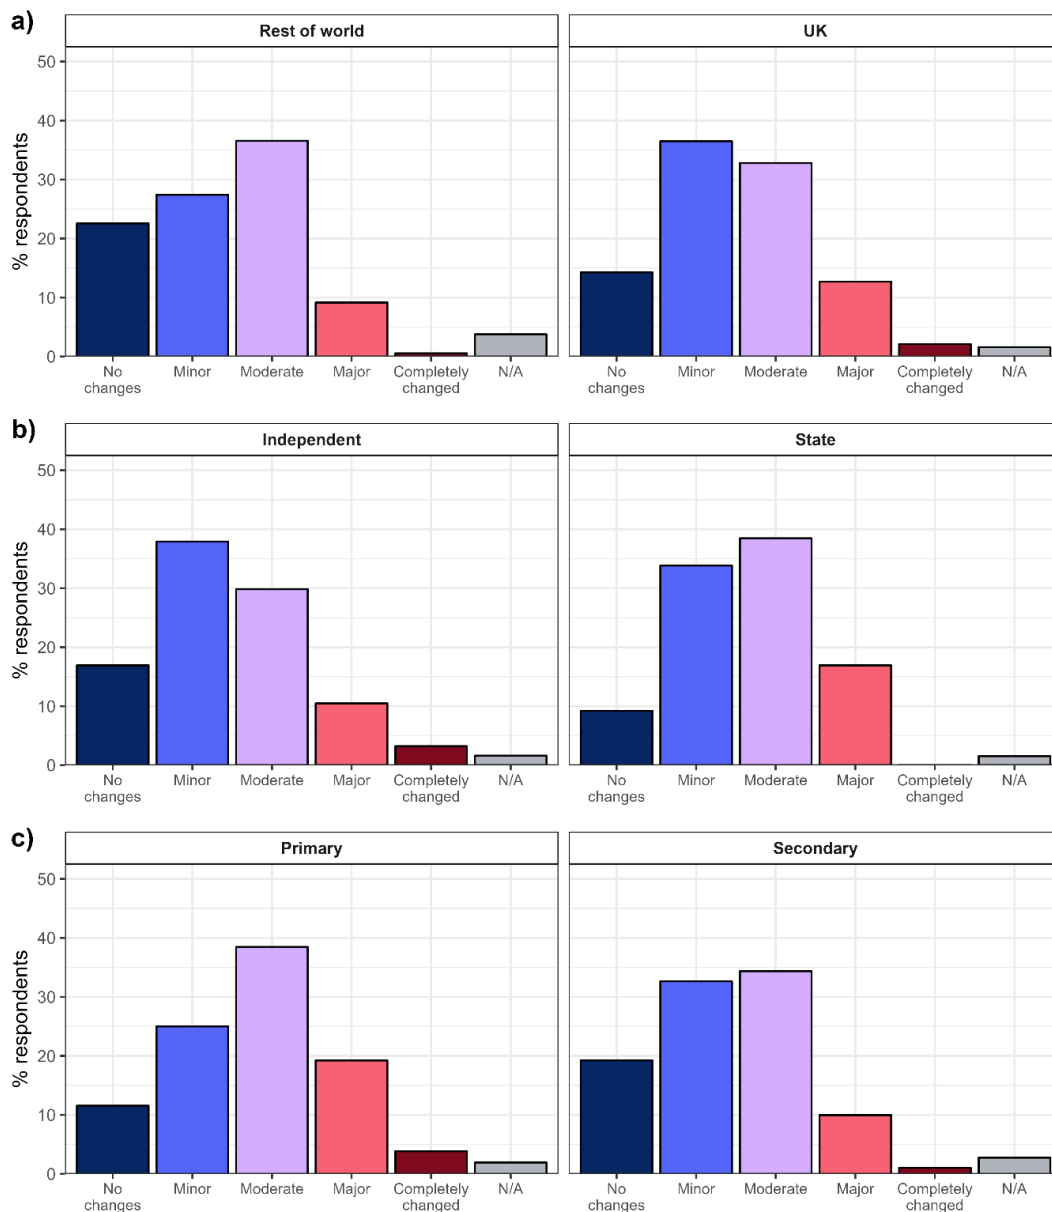 a)
Rest of world
UK
% respondents
50
40
30
20
10
0
No changes
Minor
Moderate
Major
Completely changed
N/A
No changes
Minor
Moderate
Major
Completely changed
N/A
b)
Independent
State
% respondents
50
40
30
20
10
0
No changes
Minor
Moderate
Major
Completely changed
N/A
No changes
Minor
Moderate
Major
Completely changed
N/A
c)
Primary
Secondary
% respondents
50
40
30
20
10
0
No changes
Minor
Moderate
Major
Completely changed
N/A
No changes
Minor
Moderate
Major
Completely changed
N/A